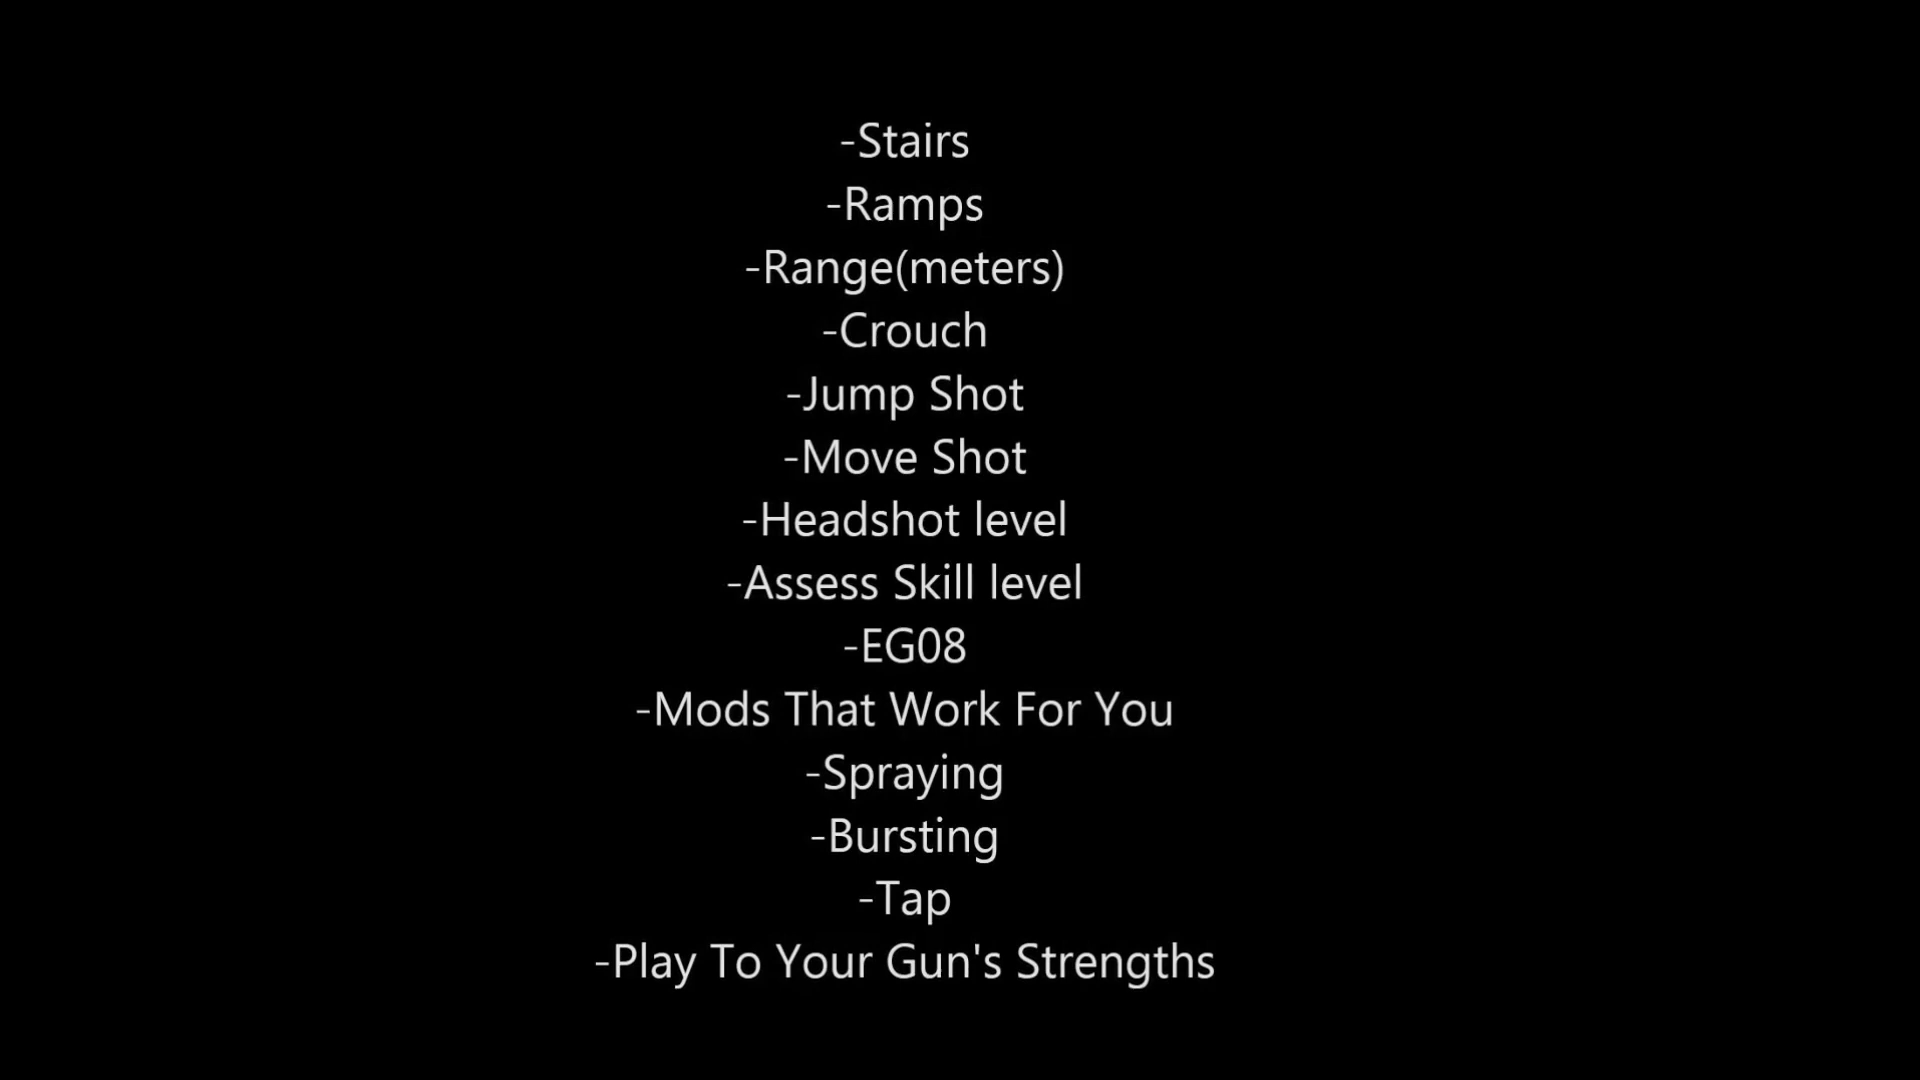 -Stairs
-Ramps
-Range(meters)
-Crouch
-Jump Shot
-Move Shot
-Headshot level
-Assess Skill level
-EG08
-Mods That Work For You
-Spraying
-Bursting
-Tap
-Play To Your Gun's Strengths